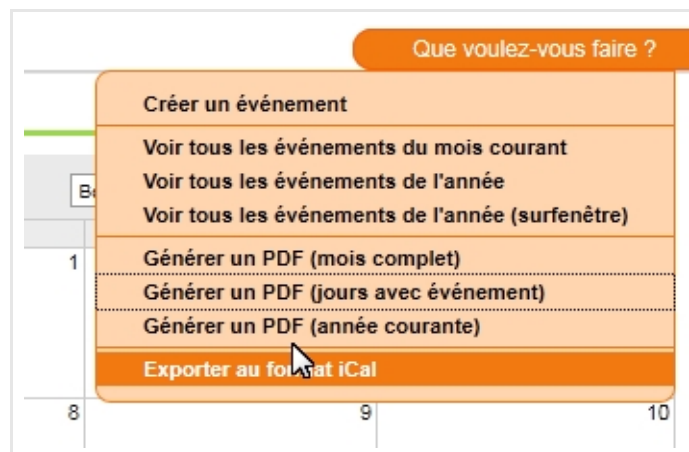 Que voulez-vous faire ?
Créer un événement
Voir tous les événements du mois courant
Voir tous les événements de l'année
Voir tous les événements de l'année (surfenêtre)
1
Générer un PDF (mois complet)
Générer un PDF (jours avec événement)
Générer un PDF (année courante)
Exporter au format iCal
8 9 10